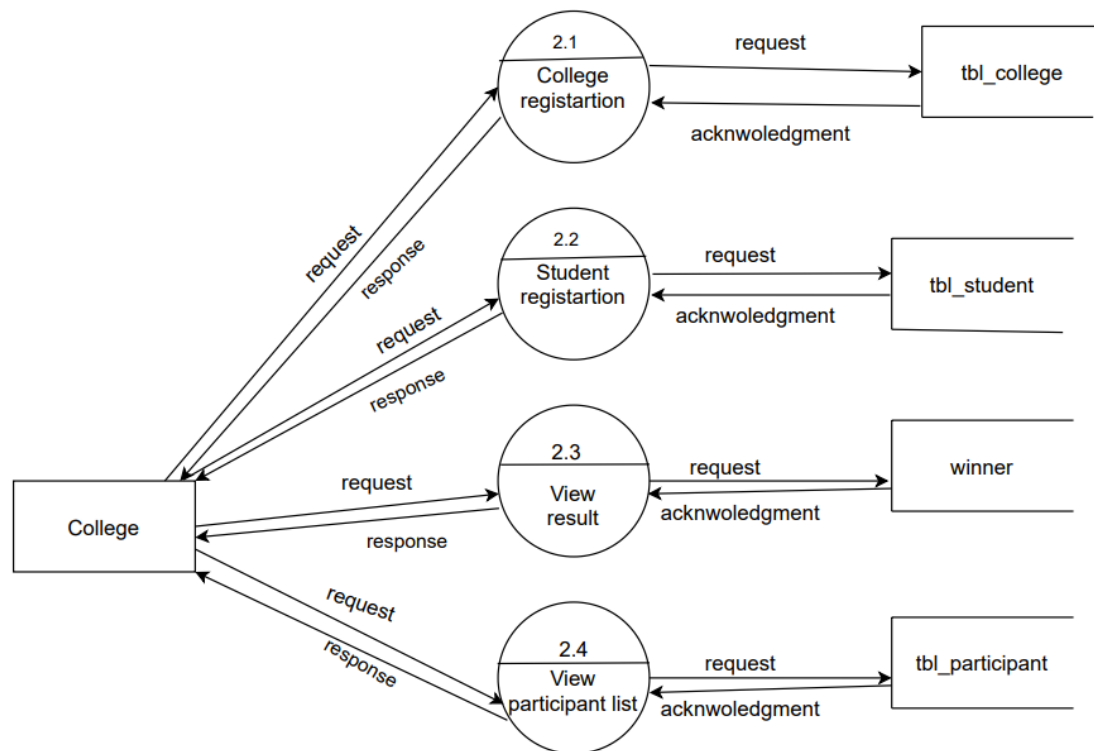 2.1
College
registartion
request
tbl_college
acknwoledgment
request
response
2.2
Student
registartion
request
tbl_student
acknwoledgment
request
response
2.3
View
result
request
winner
acknwoledgment
request
response
College
2.4
View
participant list
request
tbl_participant
acknwoledgment
request
response